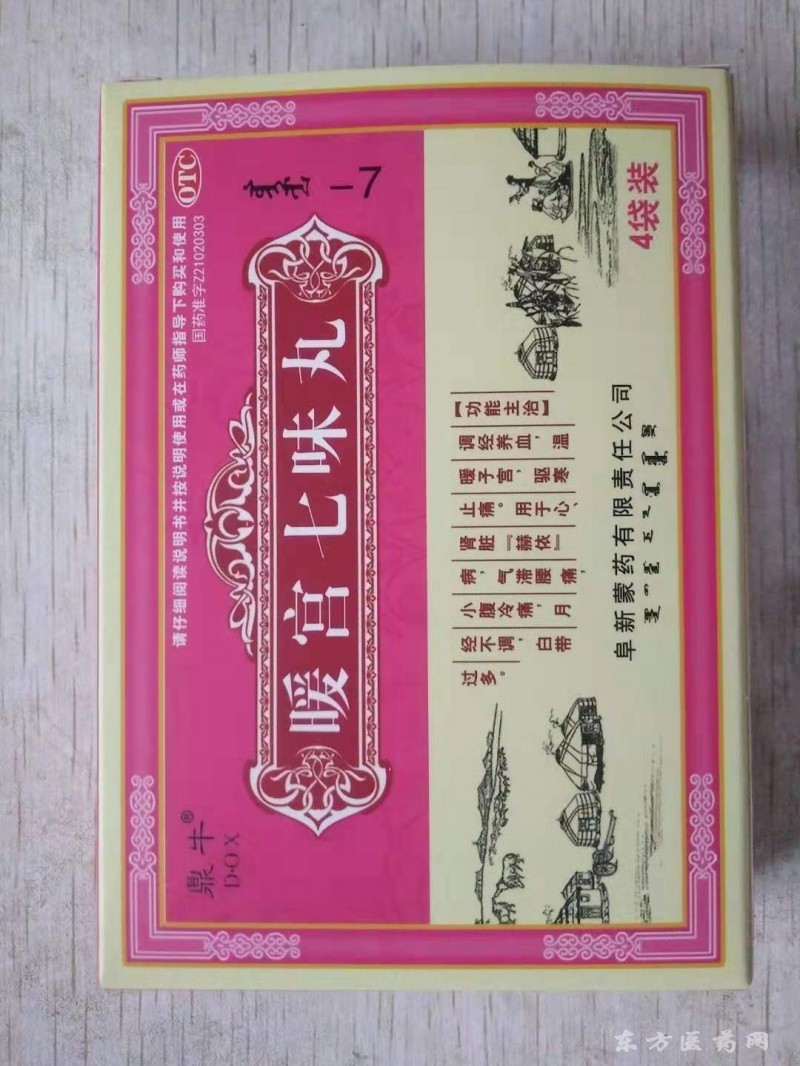 请仔细阅读说明书并按说明使用或在药师指导下购买和使用
OTC
国药准字Z21020303
鼎牛®
D·O·X
-7
暖宫七味丸
【功能主治】
调经养血，温
暖子宫，驱寒
止痛。用于心、
肾脏『赫依』
病，气滞腰痛，
小腹冷痛，月
经不调，白带
过多。
阜新蒙药有限责任公司
4袋装
东方医药网